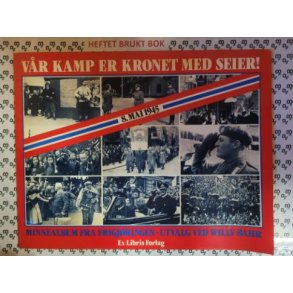 HEFTET BRUKT BOK
VÅR KAMP ER KRONET MED SEIER!
8. MAI 1945
MINNEALBUM FRA FRIGJØRINGEN · UTVALG VED WILLY BAHR
Ex Libris Forlag